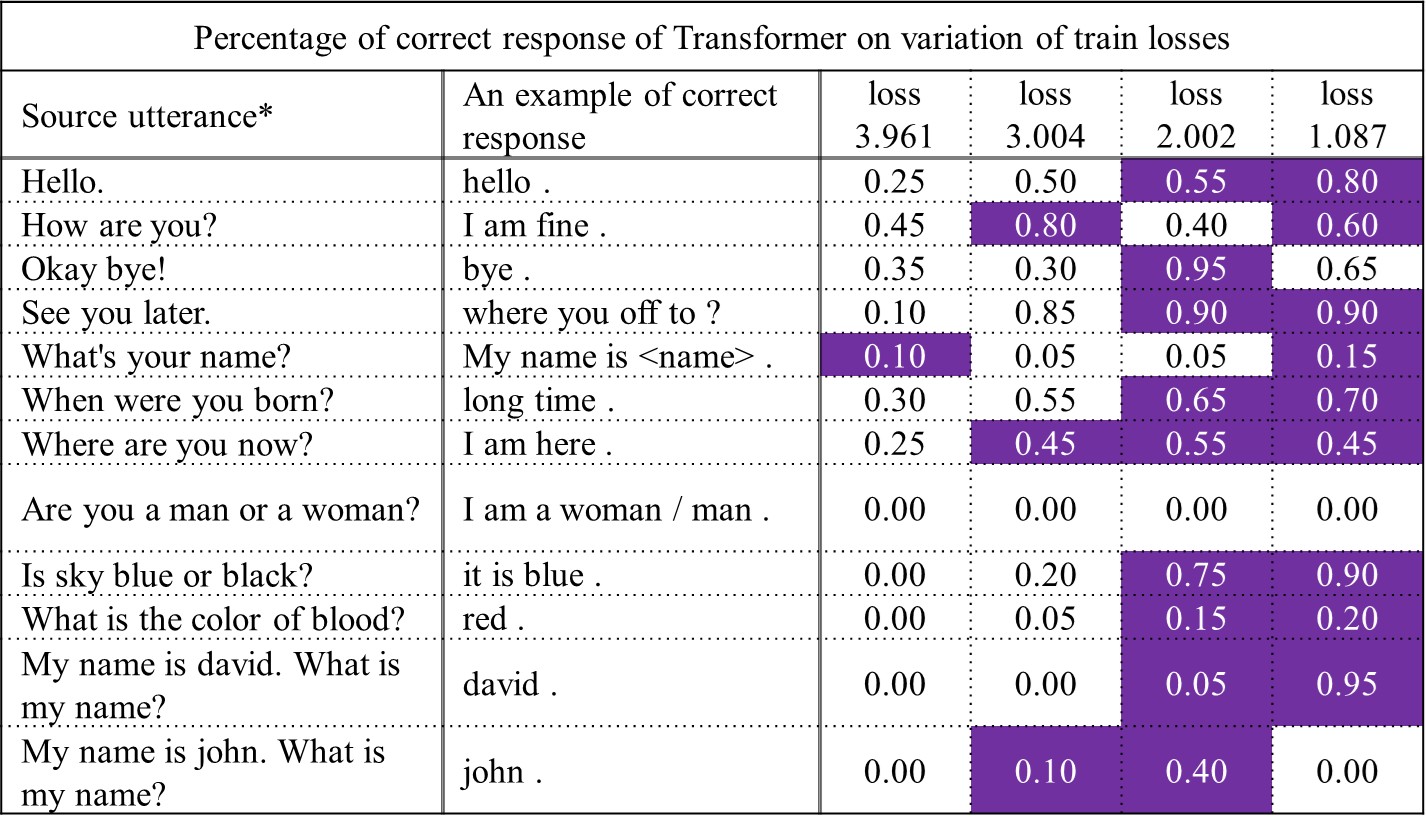 Percentage of correct response of Transformer on variation of train losses
Source utterance* An example of correct response loss 3.961 loss 3.004 loss 2.002 loss 1.087
Hello. hello . 0.25 0.50 0.55 0.80
How are you? I am fine . 0.45 0.80 0.40 0.60
Okay bye! bye . 0.35 0.30 0.95 0.65
See you later. where you off to ? 0.10 0.85 0.90 0.90
What's your name? My name is <name> . 0.10 0.05 0.05 0.15
When were you born? long time . 0.30 0.55 0.65 0.70
Where are you now? I am here . 0.25 0.45 0.55 0.45
Are you a man or a woman? I am a woman / man . 0.00 0.00 0.00 0.00
Is sky blue or black? it is blue . 0.00 0.20 0.75 0.90
What is the color of blood? red . 0.00 0.05 0.15 0.20
My name is david. What is
my name? david . 0.00 0.00 0.05 0.95
My name is john. What is
my name? john . 0.00 0.10 0.40 0.00